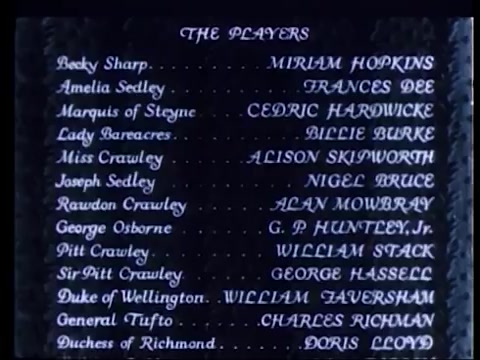 THE PLAYERS
Becky Sharp. . . . . . . . . . MIRIAM HOPKINS
Amelia Sedley . . . . . . . . . . FRANCES DEE
Marquis of Steyne . . . . CEDRIC HARDWICKE
Lady Bareacres. . . . . . . . . . BILLIE BURKE
Miss Crawley . . . . . . . ALISON SKIPWORTH
Joseph Sedley . . . . . . . . . . . NIGEL BRUCE
Rawdon Crawley . . . . . . . ALAN MOWBRAY
George Osborne . . . . . . . G. P. HUNTLEY, Jr.
Pitt Crawley. . . . . . . . . . WILLIAM STACK
Sir Pitt Crawley. . . . . . . GEORGE HASSELL
Duke of Wellington. . WILLIAM FAVERSHAM
General Tufto . . . . . . . CHARLES RICHMAN
Duchess of Richmond . . . . . DORIS LLOYD